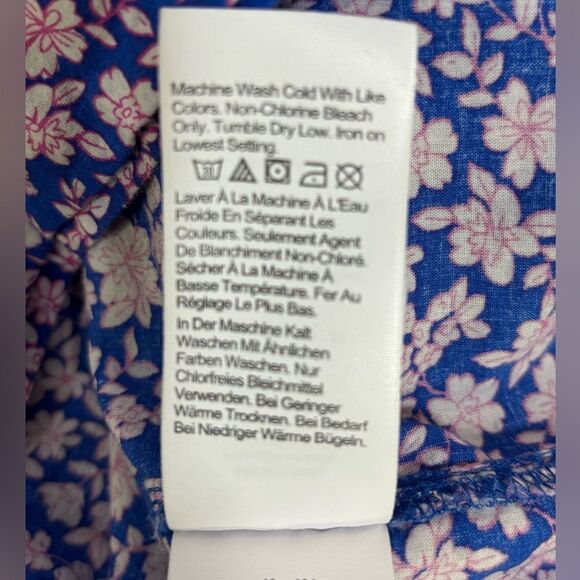 Machine Wash Cold With Like
Colors. Non-Chlorine Bleach
Only. Tumble Dry Low. Iron on
Lowest Setting.
Laver À La Machine À L'Eau
Froide En Séparant Les
Couleurs. Seulement Agent
De Blanchiment Non-Chloré.
Sécher À La Machine À
Basse Température. Fer Au
Réglage Le Plus Bas.
In Der Maschine Kalt
Waschen Mit Ähnlichen
Farben Waschen. Nur
Chlorfreies Bleichmittel
Verwenden. Bei Geringer
Wärme Trocknen. Bei Bedarf
Bei Niedriger Wärme Bügeln.